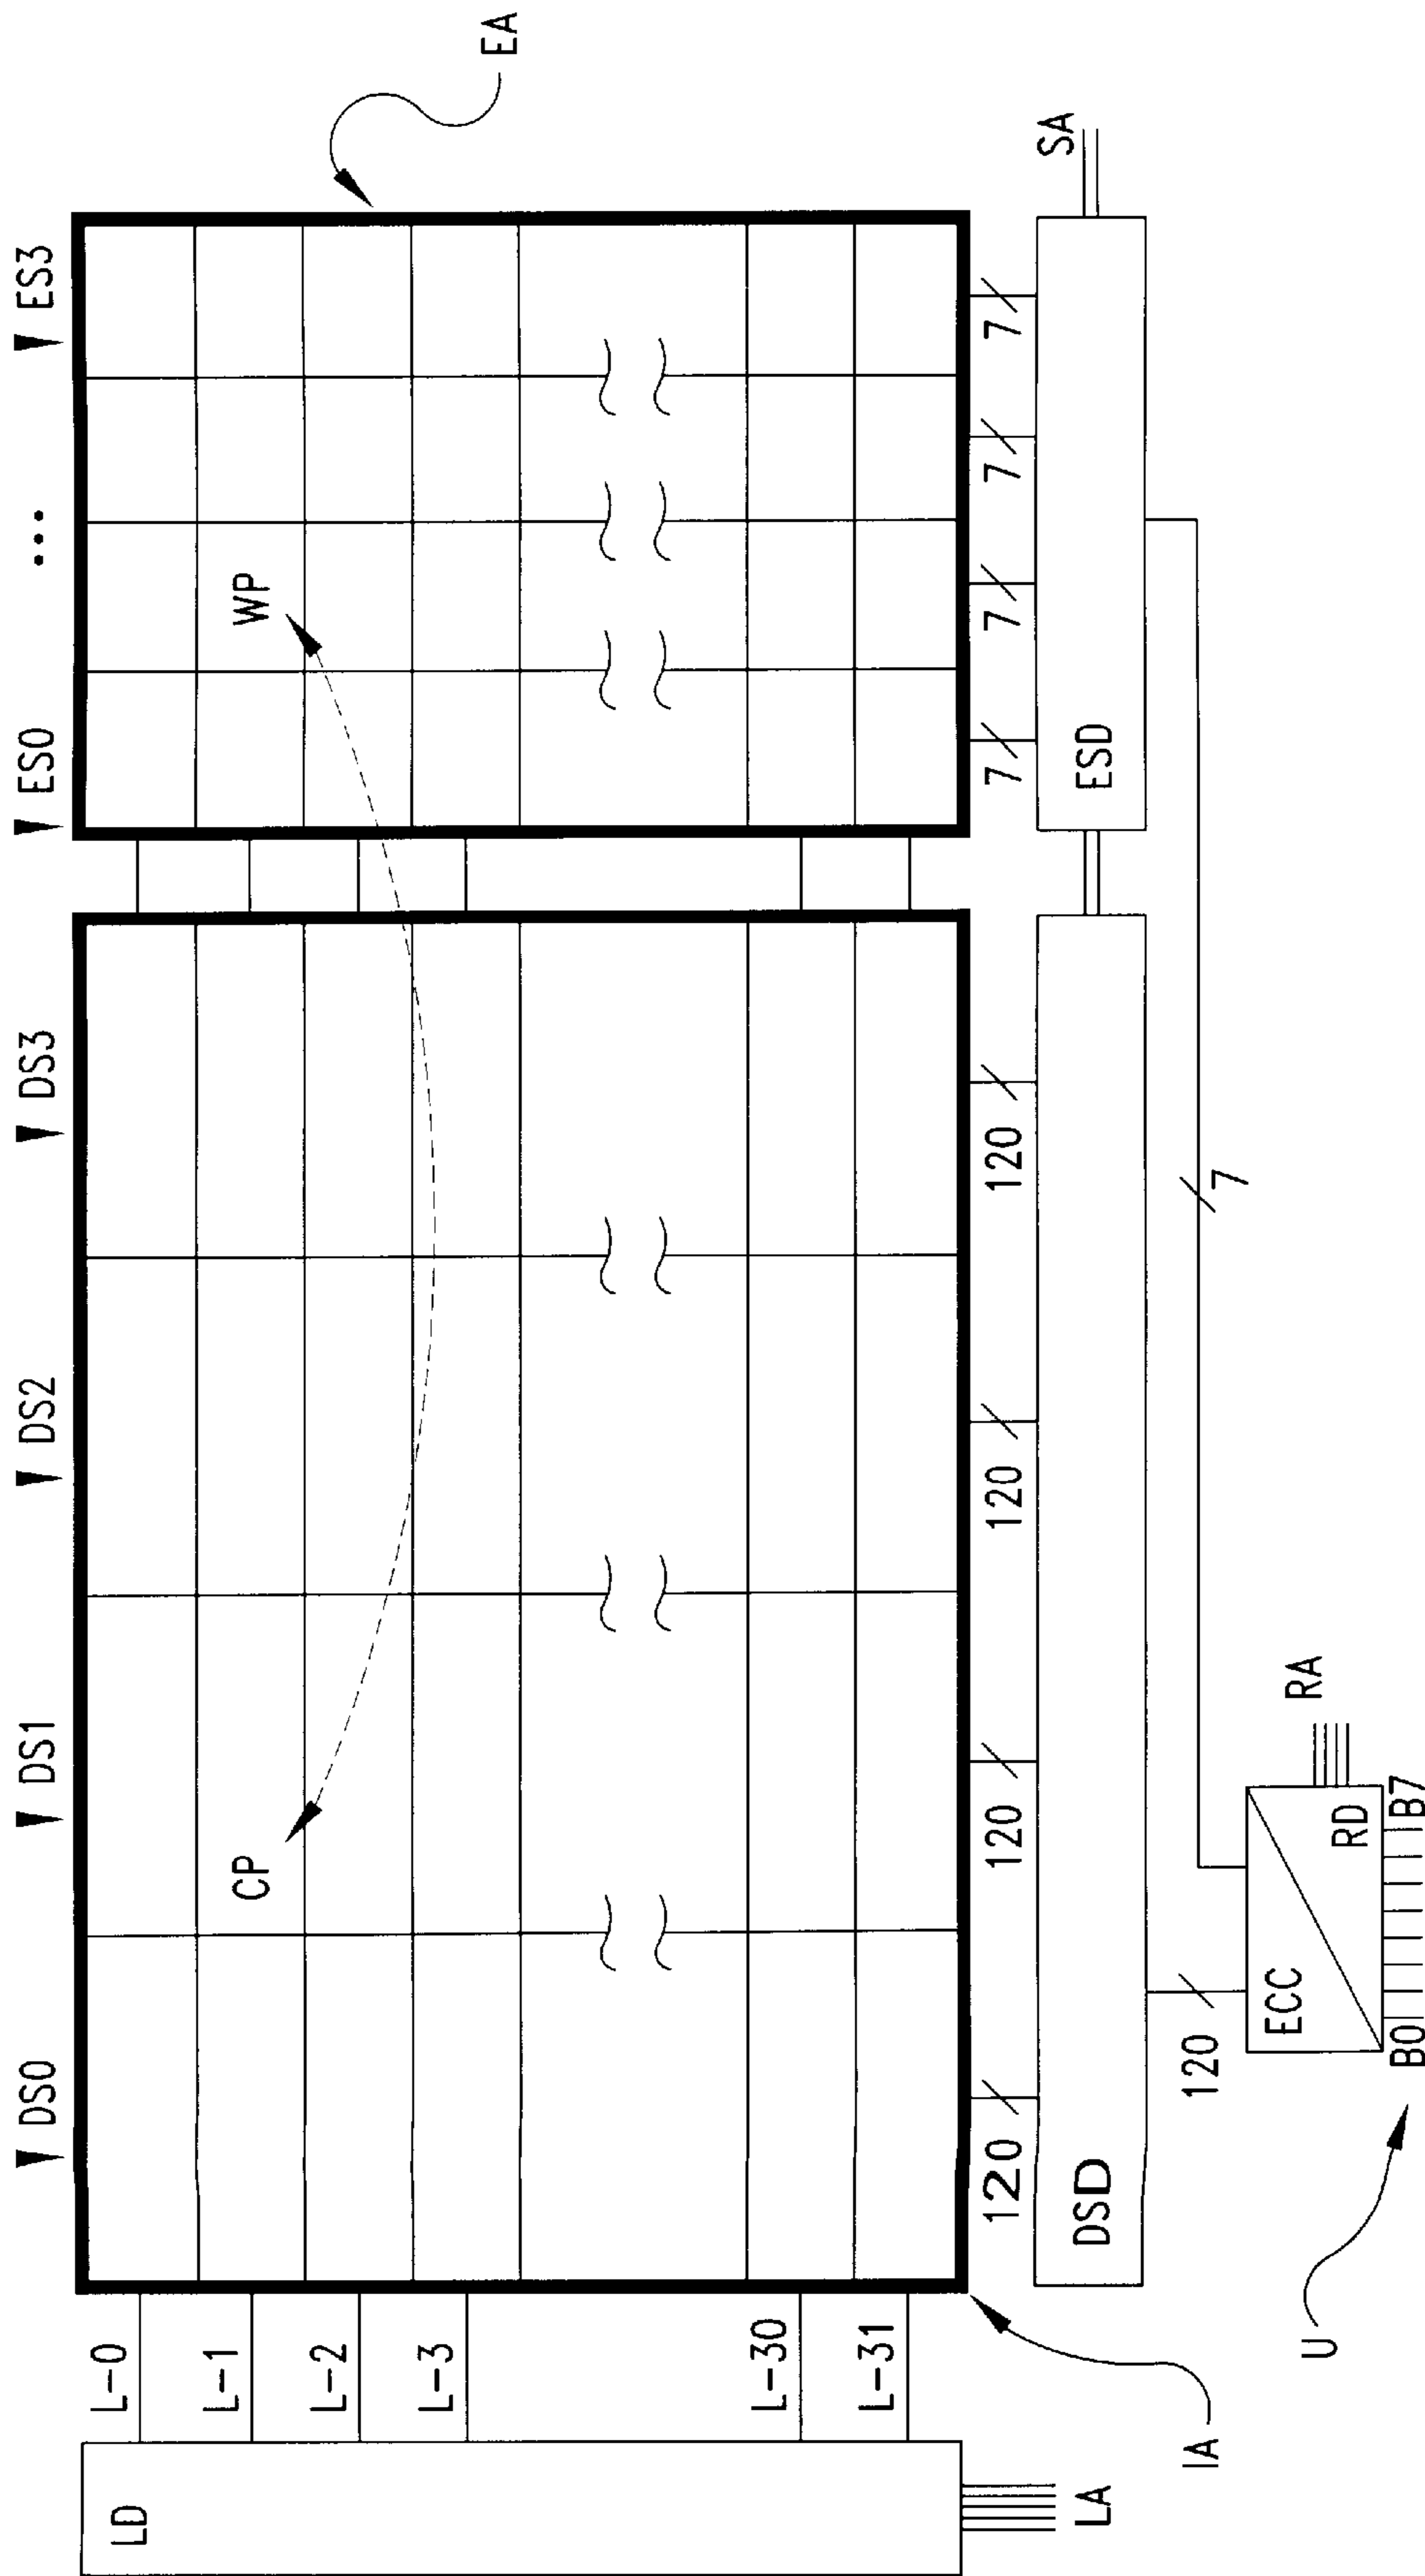 DS0 DS1 DS2 DS3 ES0 ... ES3
EA
LD
L-0
L-1
L-2
L-3
L-30
L-31
CP WP
LA
IA
120 120 120 120 7 7 7 7
DSD ESD SA
120 7
ECC RD RA
U
B0 B7